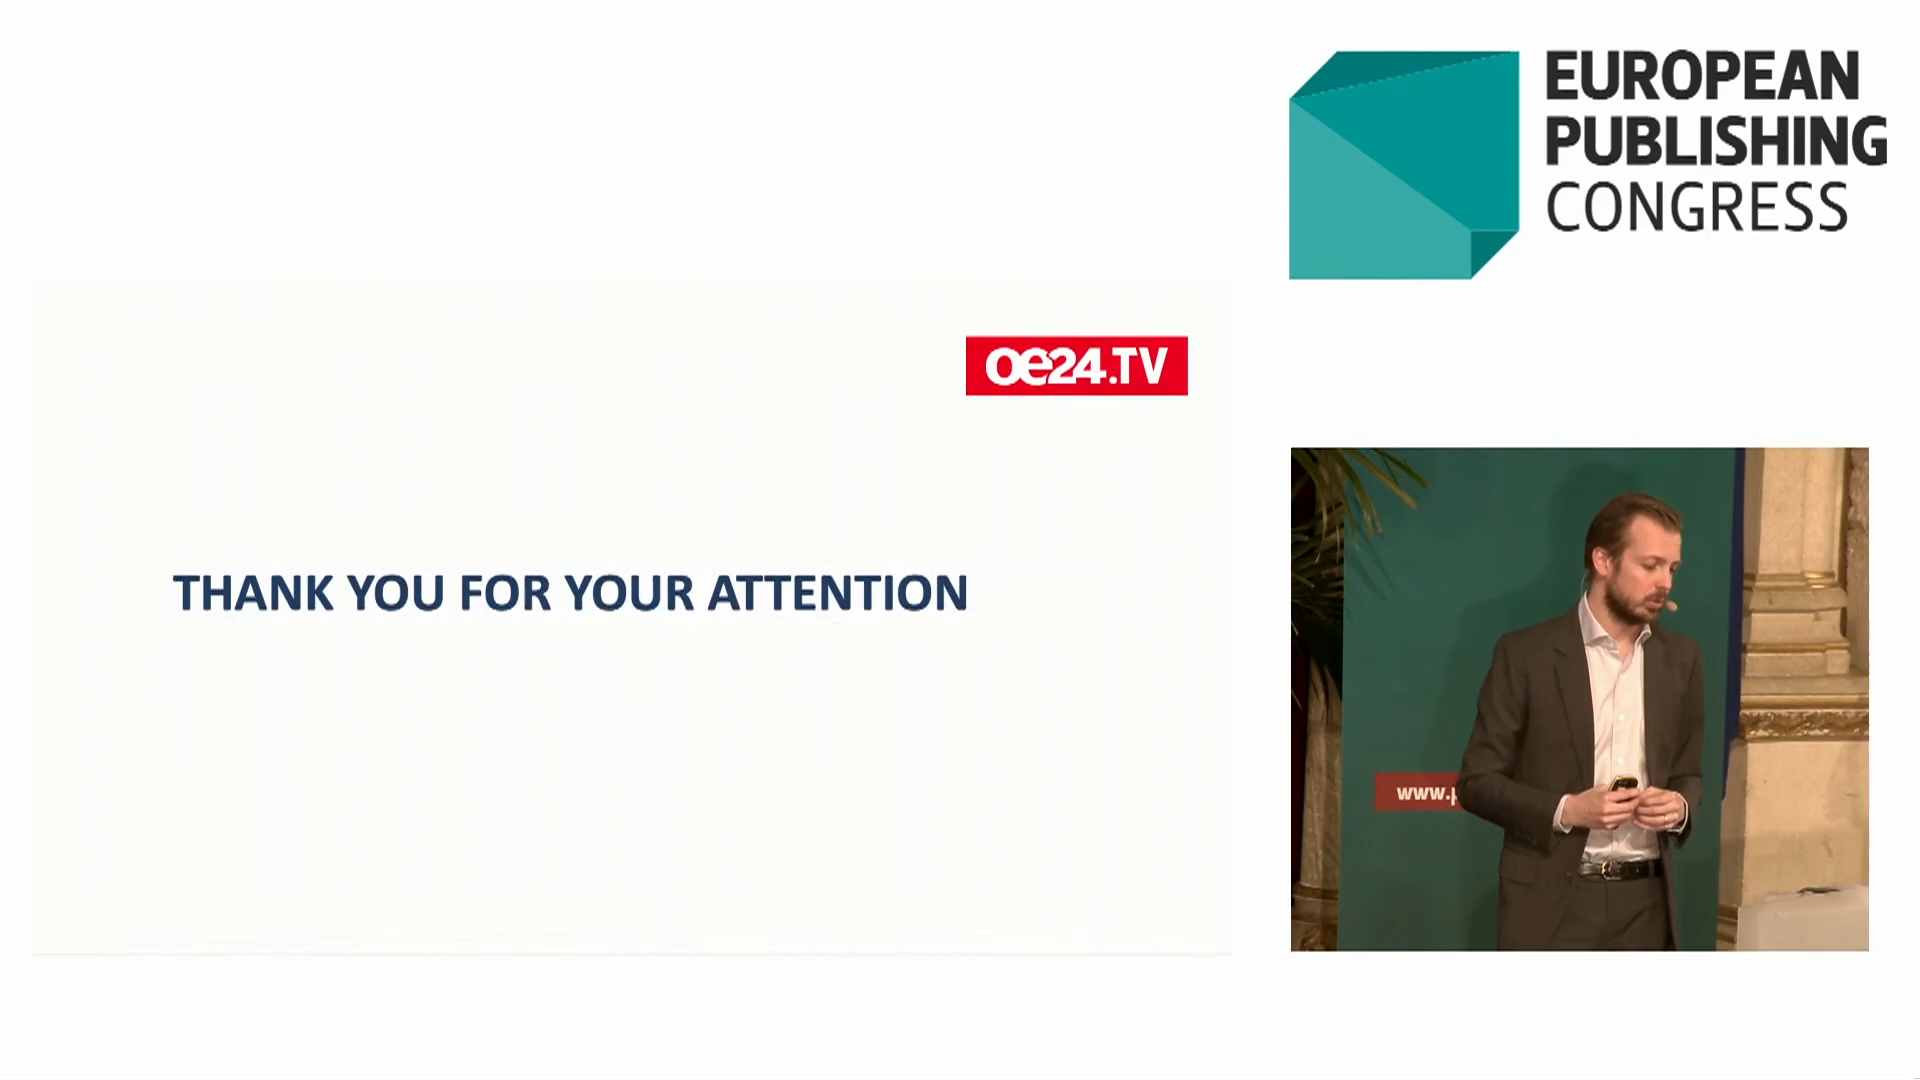 EUROPEAN
PUBLISHING
CONGRESS
oe24.TV
THANK YOU FOR YOUR ATTENTION
www.